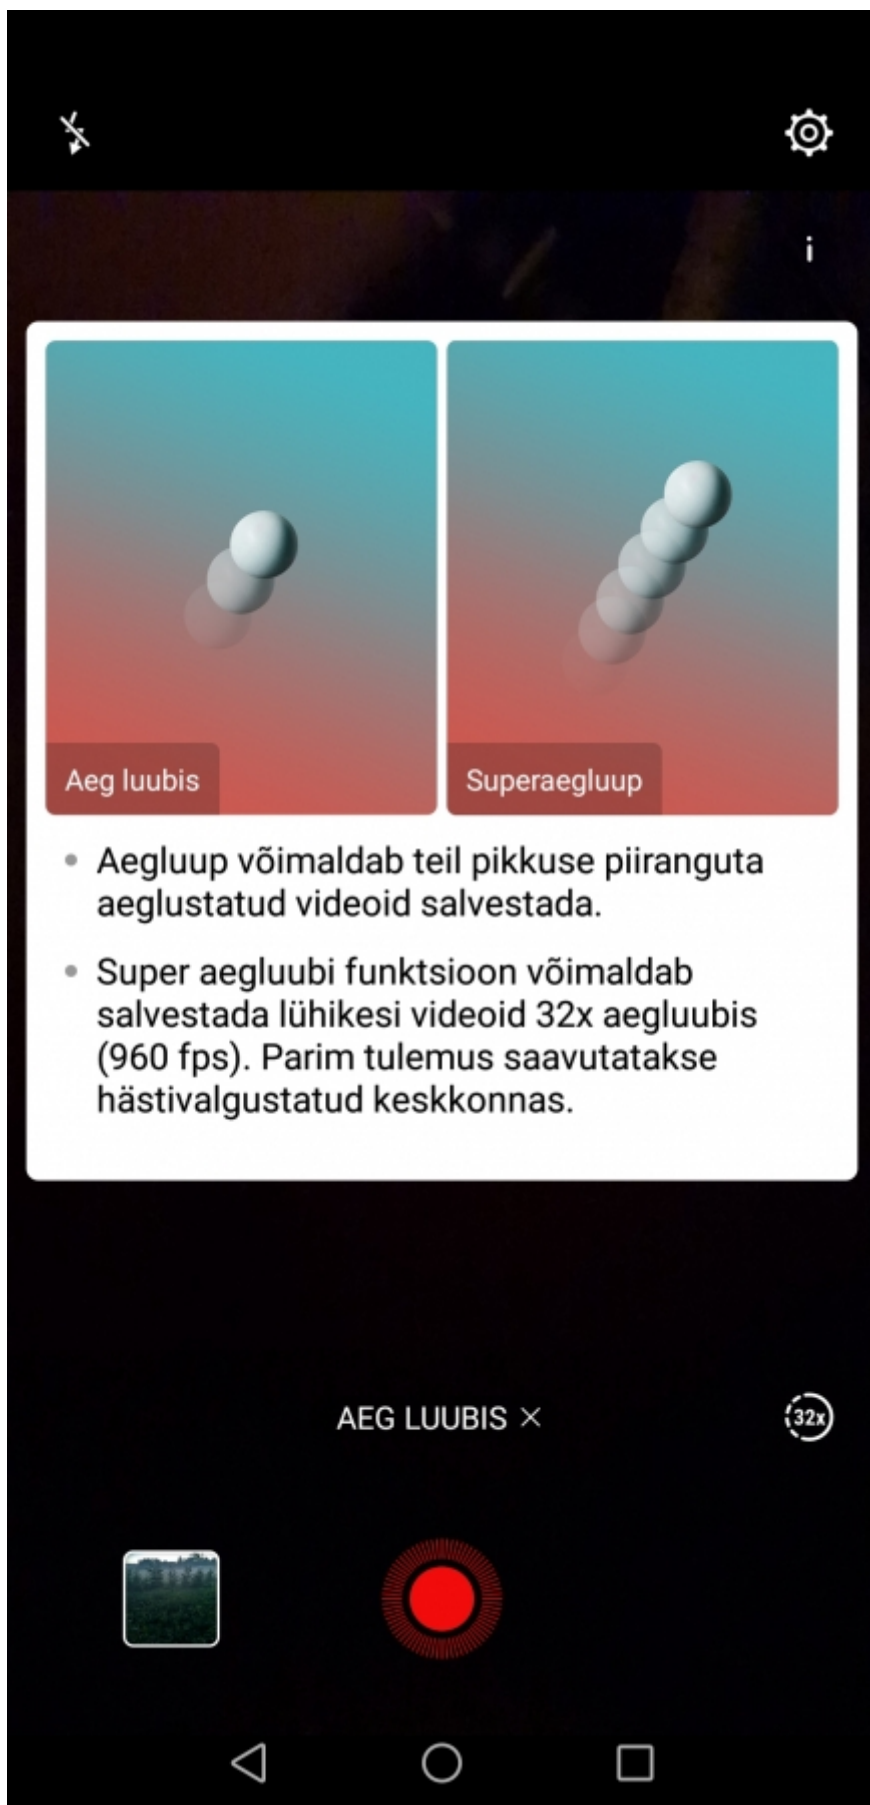 i
Aeg luubis
Superaegluup
Aegluup võimaldab teil pikkuse piiranguta
aeglustatud videoid salvestada.
Super aegluubi funktsioon võimaldab
salvestada lühikesi videoid 32x aegluubis
(960 fps). Parim tulemus saavutatakse
hästivalgustatud keskkonnas.
AEG LUUBIS
32x